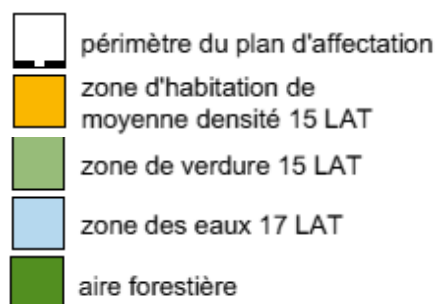 périmètre du plan d'affectation
zone d'habitation de
moyenne densité 15 LAT
zone de verdure 15 LAT
zone des eaux 17 LAT
aire forestière